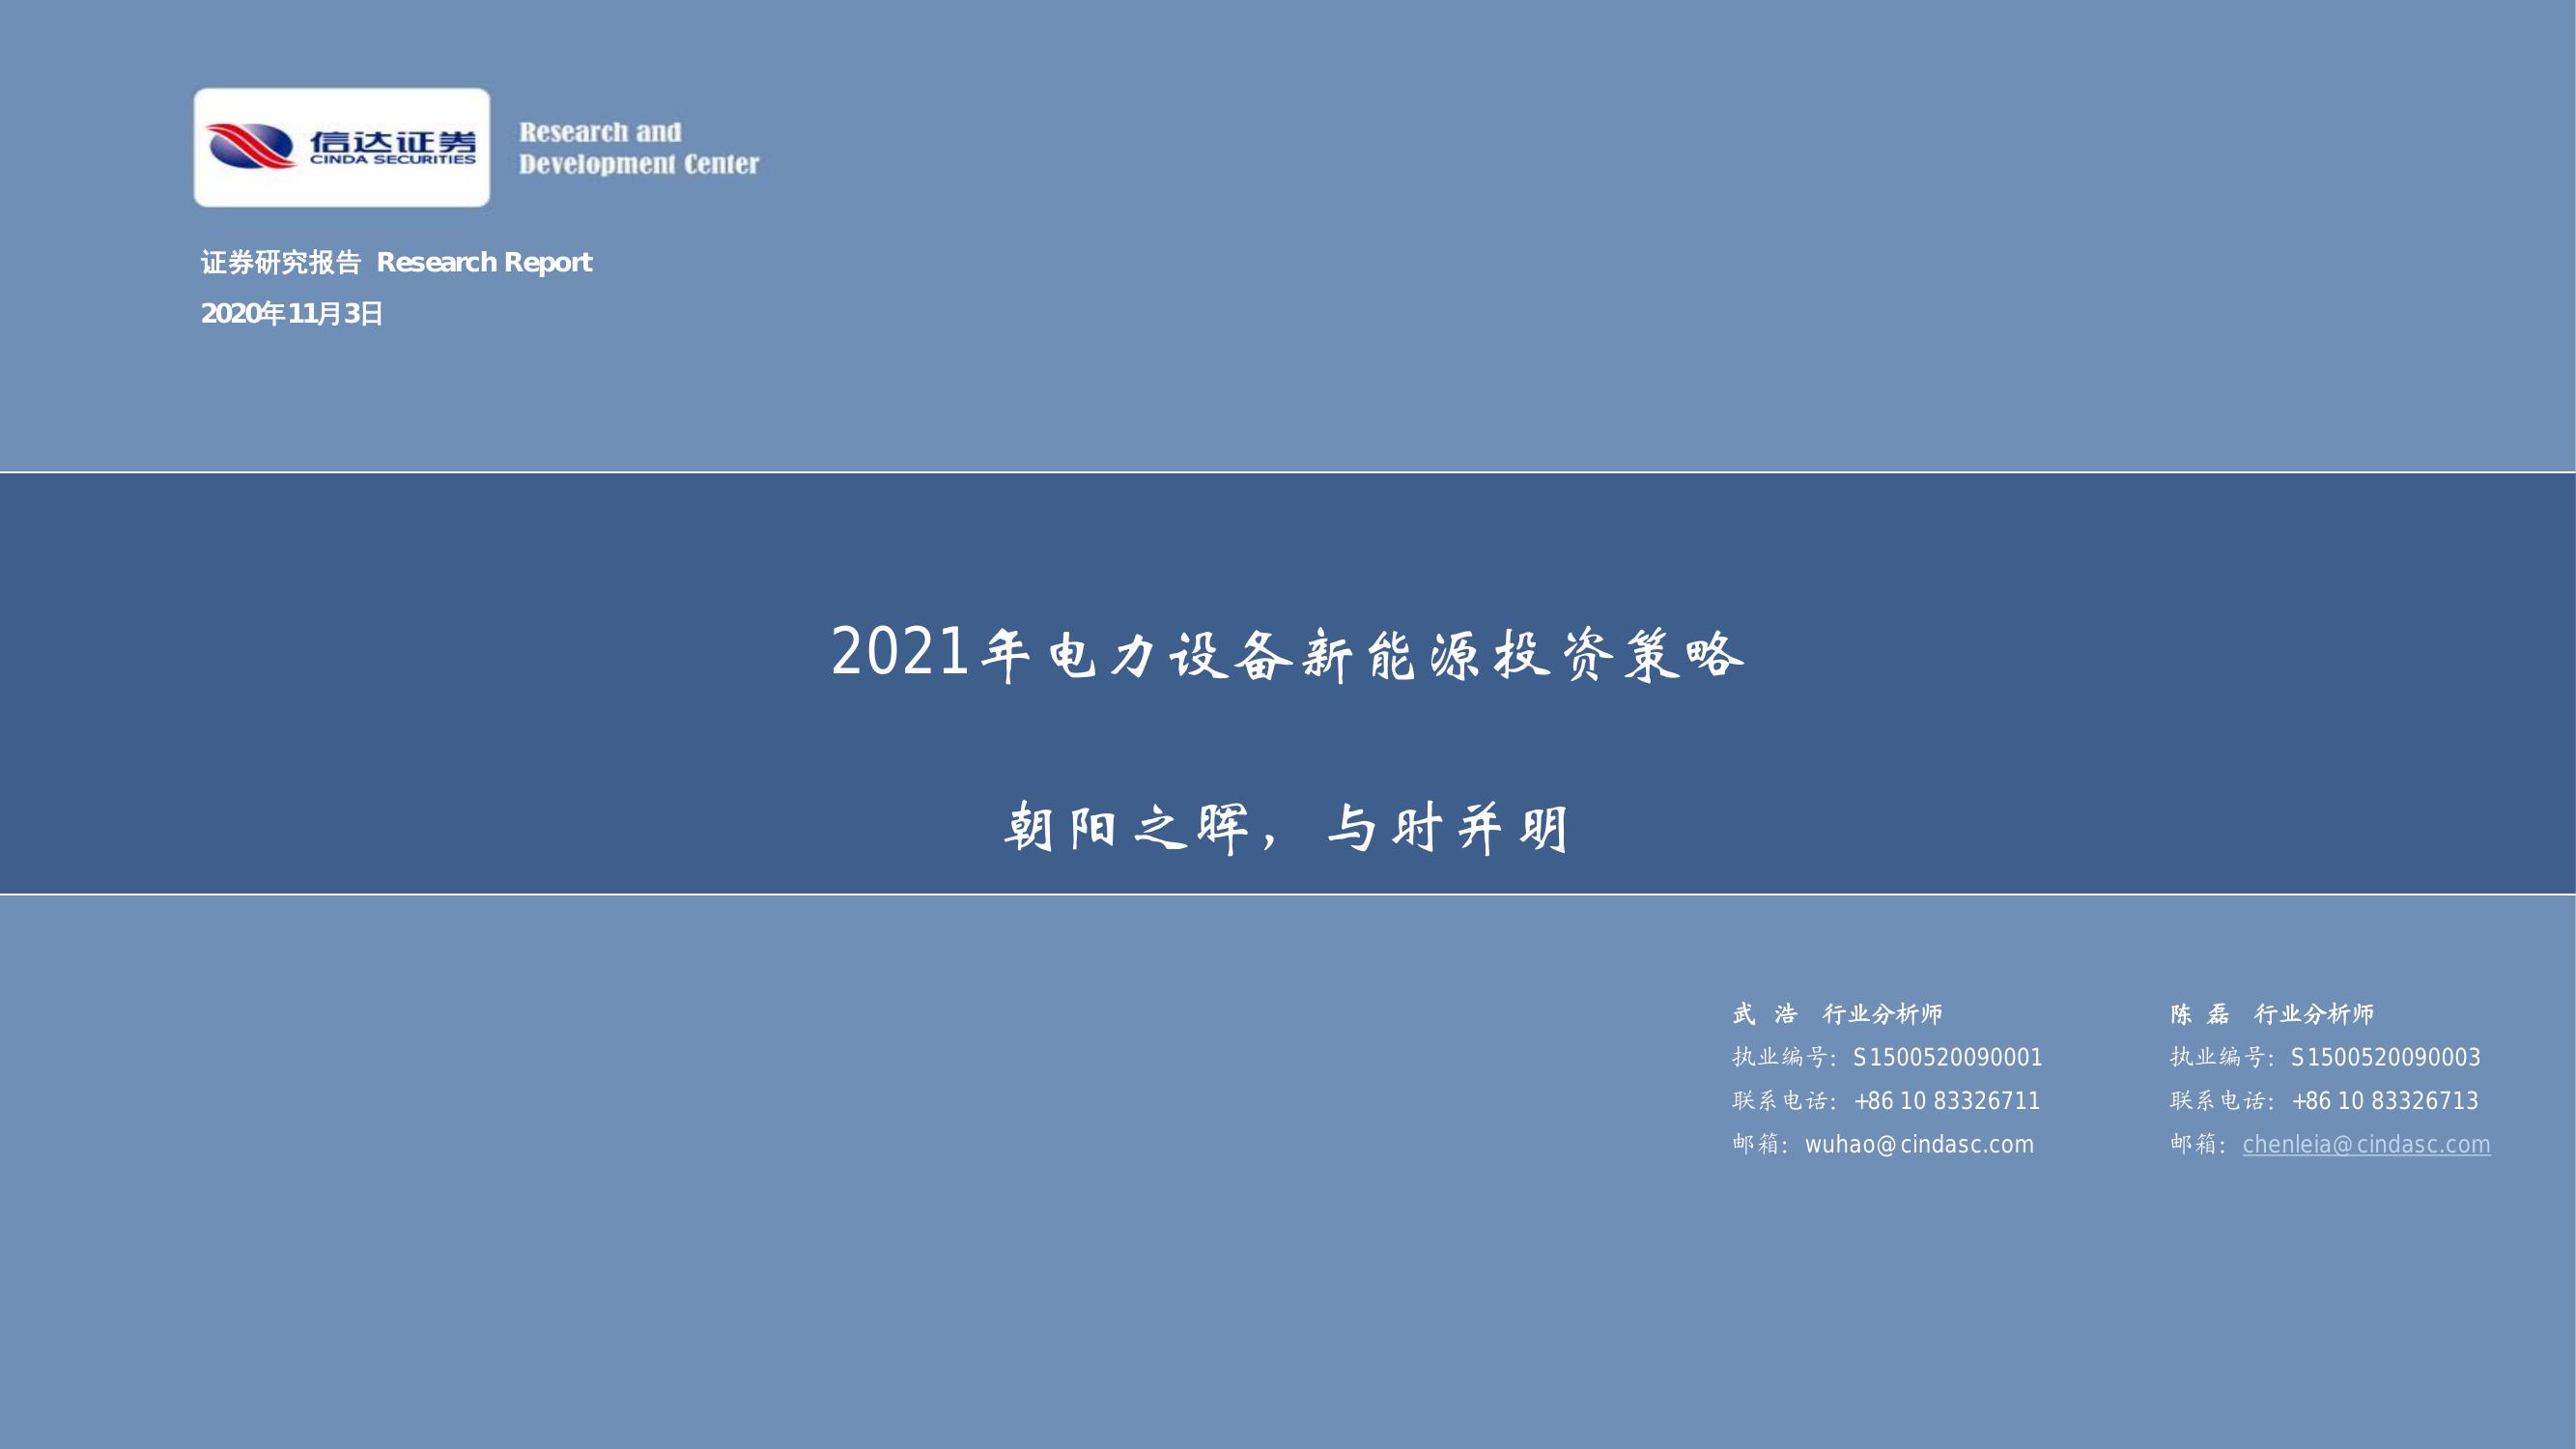 信达证券
CINDA SECURITIES
Research and
Development Center
证券研究报告 Research Report
2020年11月3日
2021年电力设备新能源投资策略
朝阳之晖，与时并明
武 浩 行业分析师
执业编号：S1500520090001
联系电话：+86 10 83326711
邮箱：wuhao@cindasc.com
陈 磊 行业分析师
执业编号：S1500520090003
联系电话：+86 10 83326713
邮箱：chenleia@cindasc.com